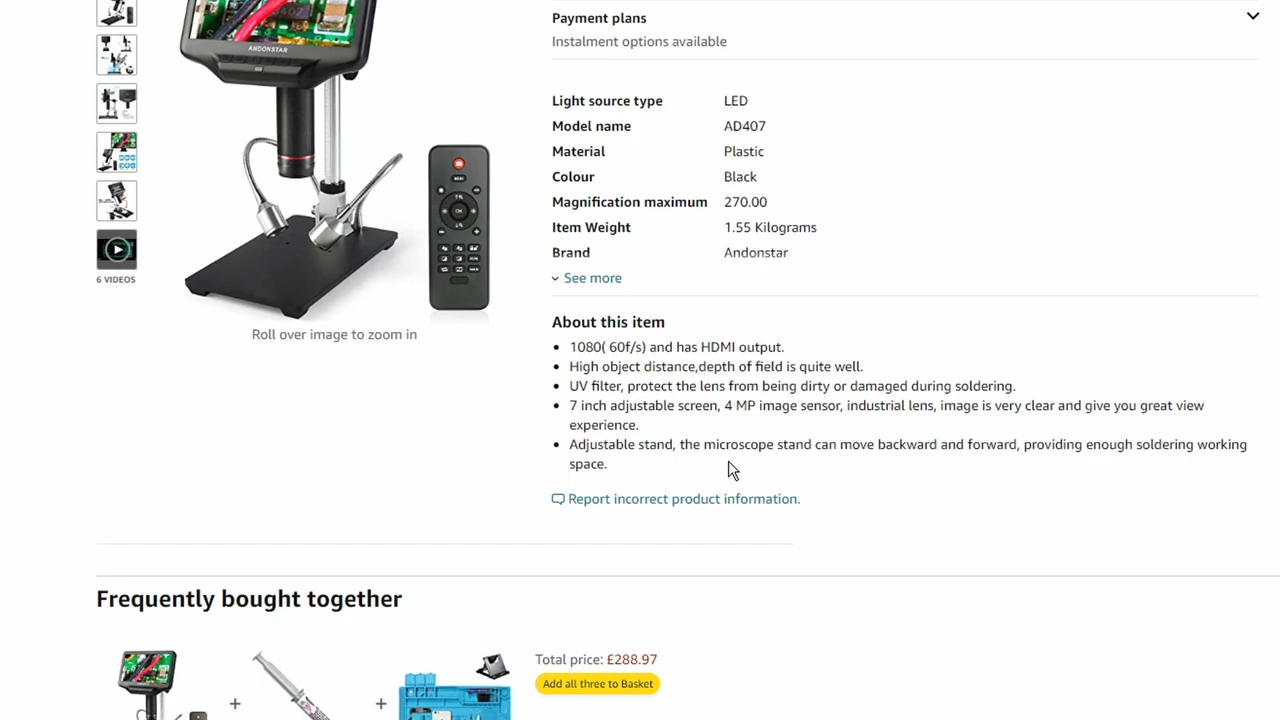 Payment plans
Instalment options available
ANDONSTAR
Light source type LED
Model name AD407
Material Plastic
Colour Black
Magnification maximum 270.00
Item Weight 1.55 Kilograms
Brand Andonstar
See more
6 VIDEOS
Roll over image to zoom in
About this item
1080( 60f/s) and has HDMI output.
High object distance,depth of field is quite well.
UV filter, protect the lens from being dirty or damaged during soldering.
7 inch adjustable screen, 4 MP image sensor, industrial lens, image is very clear and give you great view
experience.
Adjustable stand, the microscope stand can move backward and forward, providing enough soldering working
space.
Report incorrect product information.
Frequently bought together
Total price: £288.97
Add all three to Basket
+ +